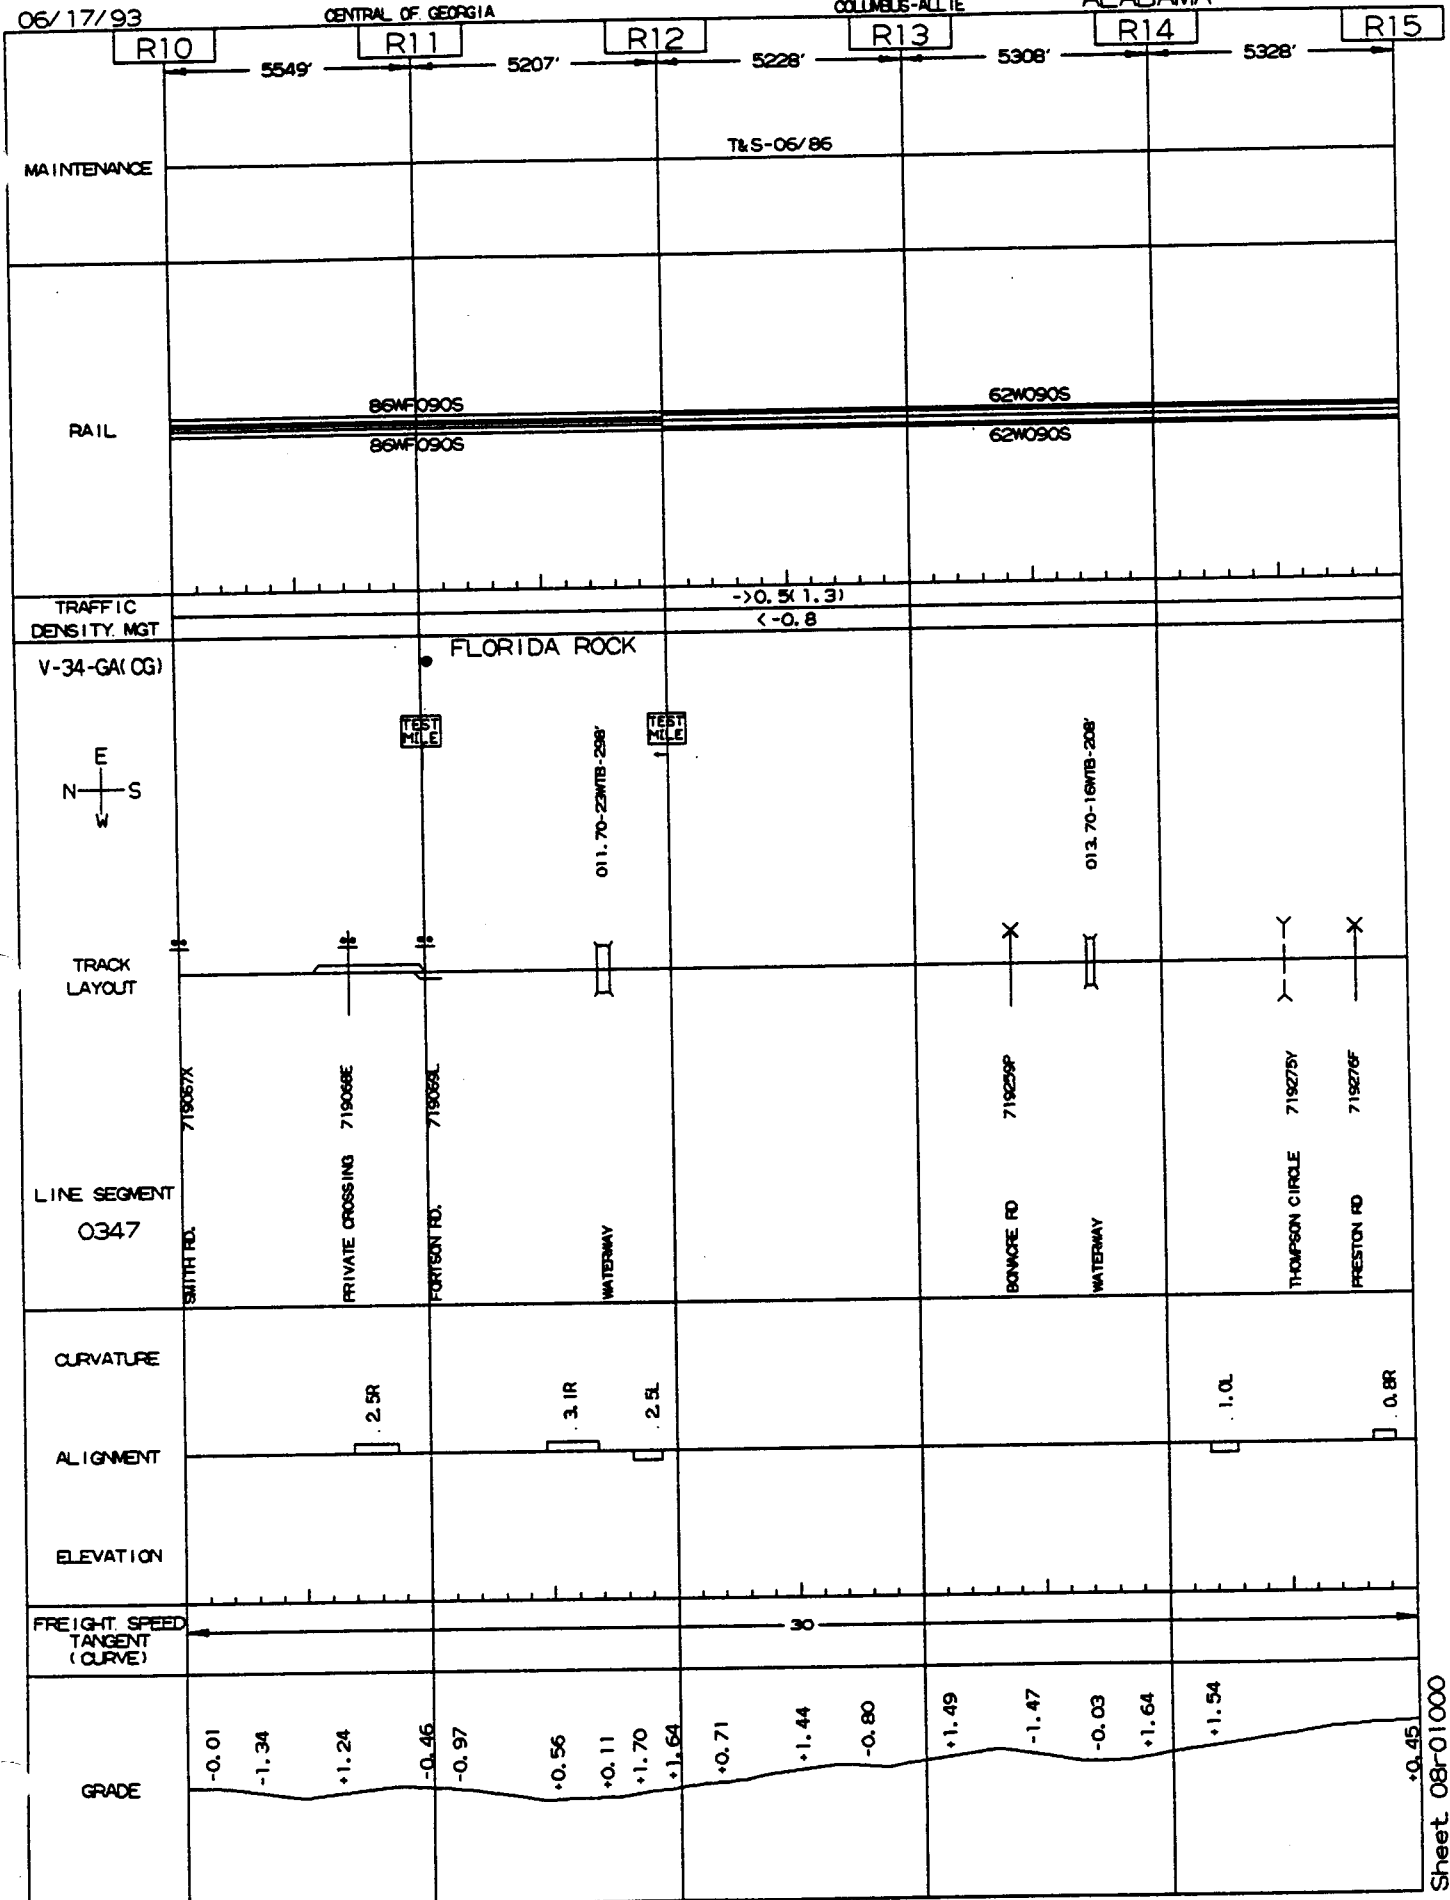 06/17/93
CENTRAL OF GEORGIA
COLUMBUS-ALLIE
ALABAMA
R10
R11
R12
R13
R14
R15
5549'
5207'
5228'
5308'
5328'
MAINTENANCE
T&S-06/86
RAIL
86WF090S
62W090S
86WF090S
62W090S
TRAFFIC
DENSITY. MGT
->0.5(1.3)
<-0.8
V-34-GA(CG)
FLORIDA ROCK
TEST
MILE
TEST
MILE
E
N
S
W
011.70-23WTB-298'
013.70-16WTB-208'
TRACK
LAYOUT
719067X
719068E
719069L
719259P
719275Y
719276F
LINE SEGMENT
0347
SMITH RD.
PRIVATE CROSSING
FORTSON RD.
WATERWAY
BONACRE RD
WATERWAY
THOMPSON CIRCLE
PRESTON RD
CURVATURE
2.5R
3.1R
2.5L
1.0L
0.8R
ALIGNMENT
ELEVATION
FREIGHT. SPEED
TANGENT
(CURVE)
30
GRADE
-0.01
-1.34
+1.24
-0.46
-0.97
+0.56
+0.11
+1.70
+1.64
+0.71
+1.44
-0.80
+1.49
-1.47
-0.03
+1.64
+1.54
+0.45
Sheet 08r01000